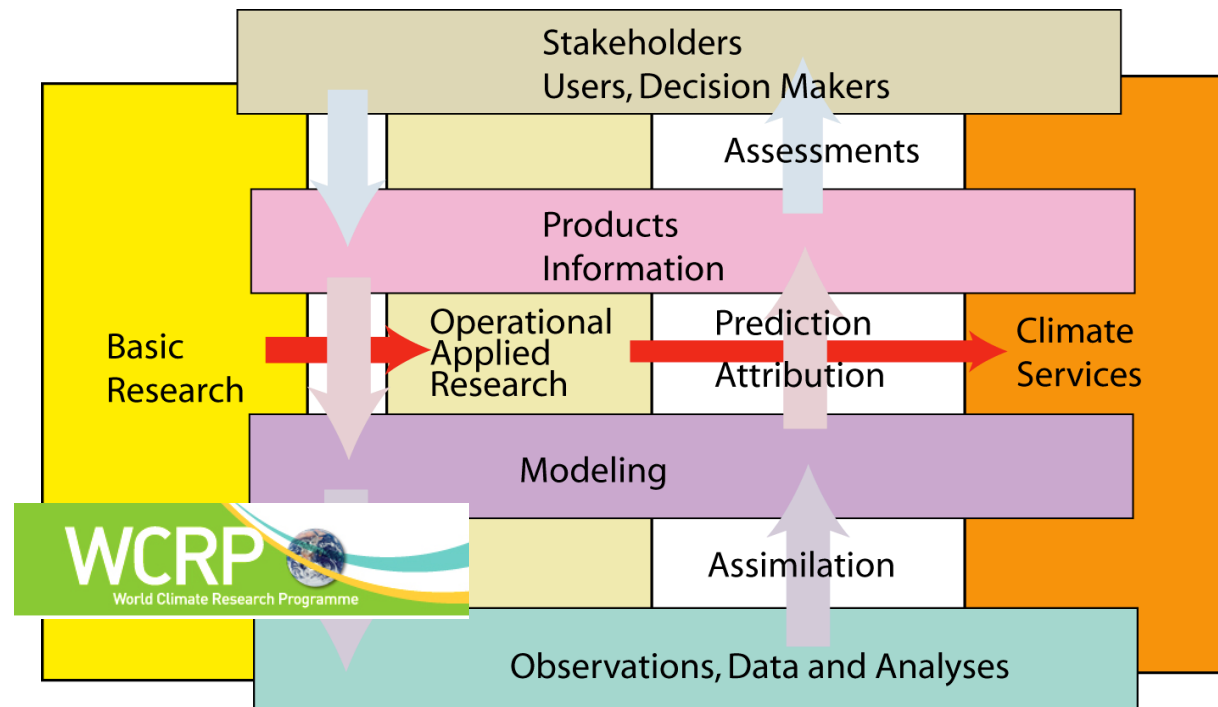 Stakeholders
Users, Decision Makers
Assessments
Products
Information
Basic
Research
Operational
Applied
Research
Prediction
Attribution
Climate
Services
Modeling
WCRP
World Climate Research Programme
Assimilation
Observations, Data and Analyses